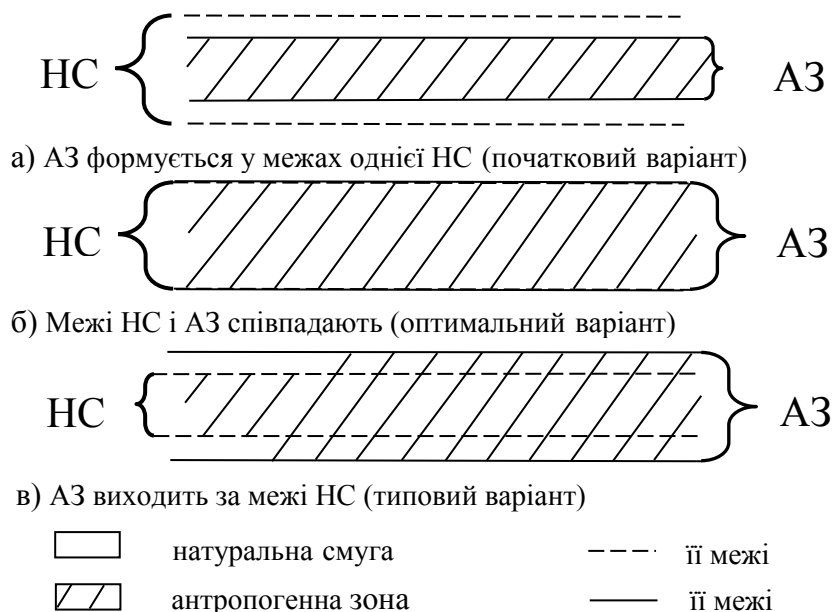 НС АЗ
а) АЗ формується у межах однієї НС (початковий варіант)
НС АЗ
б) Межі НС і АЗ співпадають (оптимальний варіант)
НС АЗ
в) АЗ виходить за межі НС (типовий варіант)
натуральна смуга її межі
антропогенна зона її межі